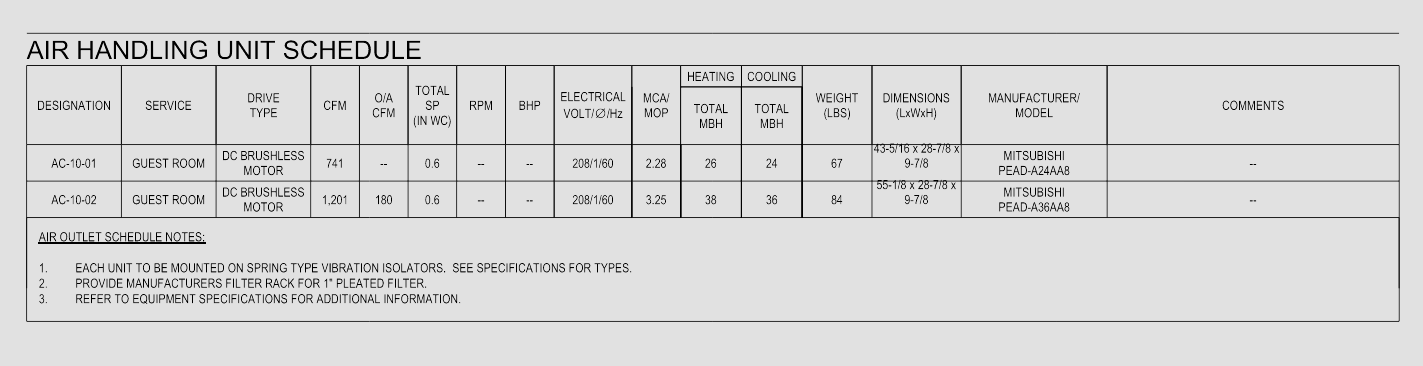 AIR HANDLING UNIT SCHEDULE
DESIGNATION SERVICE DRIVE TYPE CFM O/A CFM TOTAL SP (IN WC) RPM BHP ELECTRICAL VOLT/∅/Hz MCA/ MOP HEATING TOTAL MBH COOLING TOTAL MBH WEIGHT (LBS) DIMENSIONS (LxWxH) MANUFACTURER/ MODEL COMMENTS
AC-10-01 GUEST ROOM DC BRUSHLESS MOTOR 741 -- 0.6 -- -- 208/1/60 2.28 26 24 67 43-5/16 x 28-7/8 x 9-7/8 MITSUBISHI PEAD-A24AA8 --
AC-10-02 GUEST ROOM DC BRUSHLESS MOTOR 1,201 180 0.6 -- -- 208/1/60 3.25 38 36 84 55-1/8 x 28-7/8 x 9-7/8 MITSUBISHI PEAD-A36AA8 --
AIR OUTLET SCHEDULE NOTES:
1. EACH UNIT TO BE MOUNTED ON SPRING TYPE VIBRATION ISOLATORS. SEE SPECIFICATIONS FOR TYPES.
2. PROVIDE MANUFACTURERS FILTER RACK FOR 1" PLEATED FILTER.
3. REFER TO EQUIPMENT SPECIFICATIONS FOR ADDITIONAL INFORMATION.